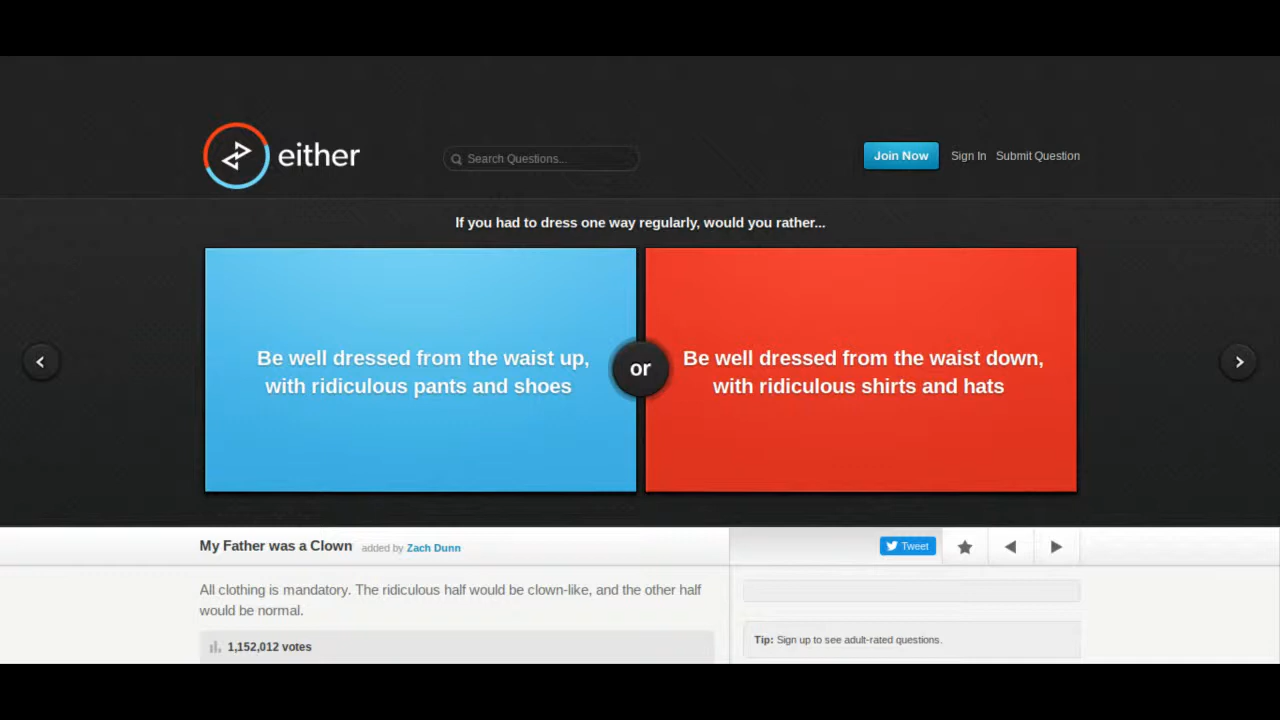 either
Search Questions...
Join Now Sign In Submit Question
If you had to dress one way regularly, would you rather...
Be well dressed from the waist up,
with ridiculous pants and shoes
or
Be well dressed from the waist down,
with ridiculous shirts and hats
My Father was a Clown added by Zach Dunn
Tweet
All clothing is mandatory. The ridiculous half would be clown-like, and the other half
would be normal.
1,152,012 votes
Tip: Sign up to see adult-rated questions.